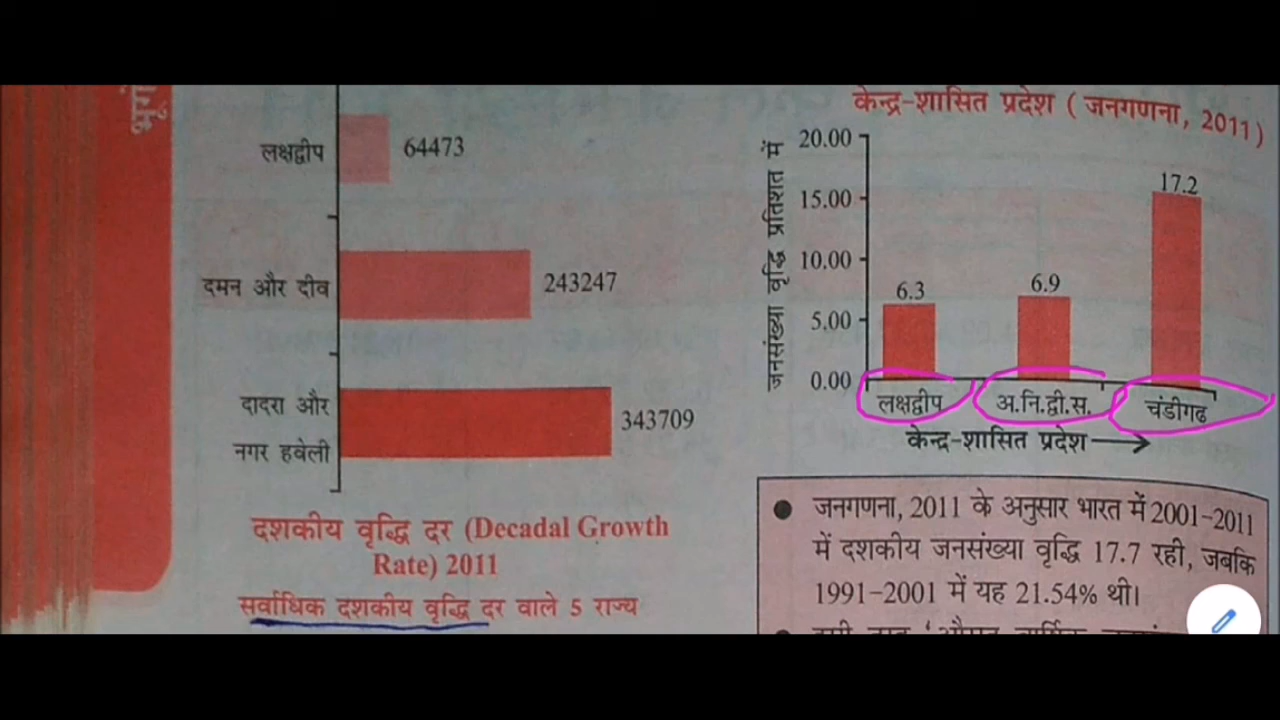 भूगो
लक्षद्वीप 64473
दमन और दीव 243247
दादरा और
नगर हवेली 343709
दशकीय वृद्धि दर (Decadal Growth
Rate) 2011
सर्वाधिक दशकीय वृद्धि दर वाले 5 राज्य
केन्द्र-शासित प्रदेश ( जनगणना, 2011)
जनसंख्या वृद्धि प्रतिशत में
20.00
15.00
10.00
5.00
0.00
6.3
6.9
17.2
लक्षद्वीप अ.नि.द्वी.स. चंडीगढ
केन्द्र-शासित प्रदेश
जनगणना, 2011 के अनुसार भारत में 2001-2011
में दशकीय जनसंख्या वृद्धि 17.7 रही, जबकि
1991-2001 में यह 21.54% थी।